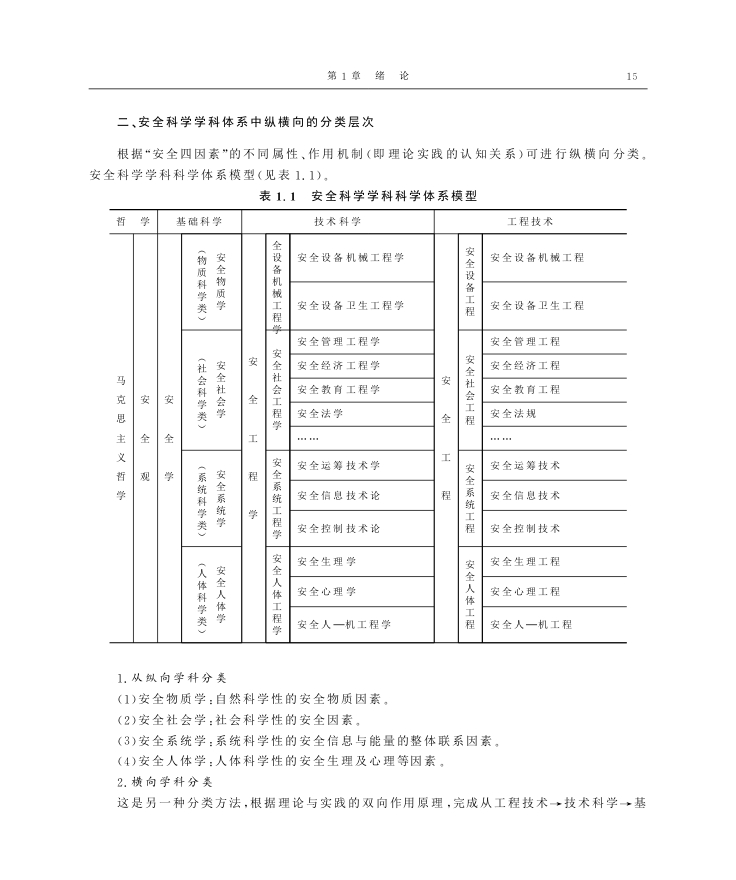 第 1 章　绪　论　15
二、安全科学学科体系中纵横向的分类层次
根据“安全四因素”的不同属性、作用机制(即理论实践的认知关系)可进行纵横向分类。
安全科学学科科学体系模型(见表 1. 1)。
表 1. 1　安全科学学科科学体系模型
哲　学　基础科学　技术科学　工程技术
马克思主义哲学
安全观
安全学
(物质科学类)
安全物质学
(社会科学类)
安全社会学
(系统科学类)
安全系统学
(人体科学类)
安全人体学
安全工程学
全设备机械工程学
安全设备机械工程学
安全设备卫生工程学
安全社会工程学
安全管理工程学
安全经济工程学
安全教育工程学
安全法学
……
安全系统工程学
安全运筹技术学
安全信息技术论
安全控制技术论
安全人体工程学
安全生理学
安全心理学
安全人—机工程学
安全工程
安全设备工程
安全设备机械工程
安全设备卫生工程
安全社会工程
安全管理工程
安全经济工程
安全教育工程
安全法规
……
安全系统工程
安全运筹技术
安全信息技术
安全控制技术
安全人体工程
安全生理工程
安全心理工程
安全人—机工程
1. 从纵向学科分类
(1)安全物质学:自然科学性的安全物质因素。
(2)安全社会学:社会科学性的安全因素。
(3)安全系统学:系统科学性的安全信息与能量的整体联系因素。
(4)安全人体学:人体科学性的安全生理及心理等因素。
2. 横向学科分类
这是另一种分类方法,根据理论与实践的双向作用原理,完成从工程技术→技术科学→基